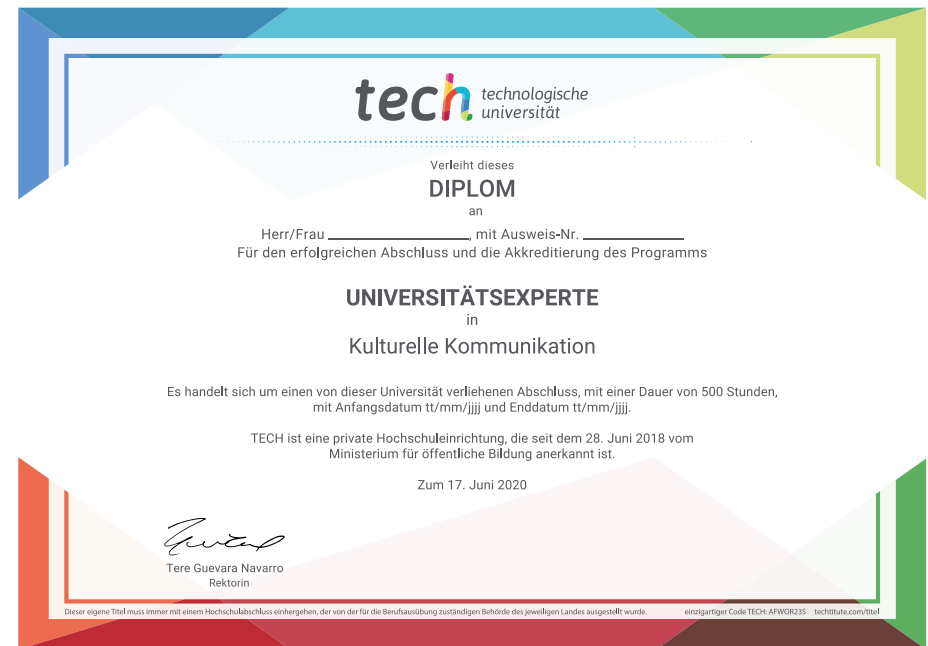 tech technologische
universität
Verleiht dieses
DIPLOM
an
Herr/Frau ____________, mit Ausweis-Nr. ____________
Für den erfolgreichen Abschluss und die Akkreditierung des Programms
UNIVERSITÄTSEXPERTE
in
Kulturelle Kommunikation
Es handelt sich um einen von dieser Universität verliehenen Abschluss, mit einer Dauer von 500 Stunden,
mit Anfangsdatum tt/mm/jjjj und Enddatum tt/mm/jjjj.
TECH ist eine private Hochschuleinrichtung, die seit dem 28. Juni 2018 vom
Ministerium für öffentliche Bildung anerkannt ist.
Zum 17. Juni 2020
Tere Guevara Navarro
Rektorin
Dieser eigene Titel muss immer mit einem Hochschulabschluss einhergehen, der von der für die Berufsausübung zuständigen Behörde des jeweiligen Landes ausgestellt wurde. einzigartiger Code TECH: AFWOR23S techtitute.com/titel